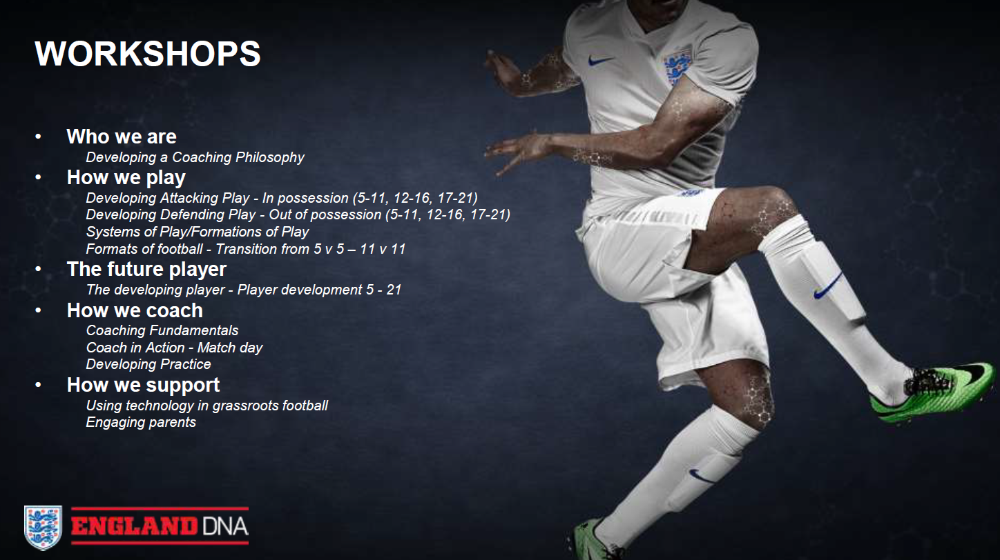 WORKSHOPS
• Who we are
Developing a Coaching Philosophy
• How we play
Developing Attacking Play - In possession (5-11, 12-16, 17-21)
Developing Defending Play - Out of possession (5-11, 12-16, 17-21)
Systems of Play/Formations of Play
Formats of football - Transition from 5 v 5 – 11 v 11
• The future player
The developing player - Player development 5 - 21
• How we coach
Coaching Fundamentals
Coach in Action - Match day
Developing Practice
• How we support
Using technology in grassroots football
Engaging parents
ENGLAND DNA